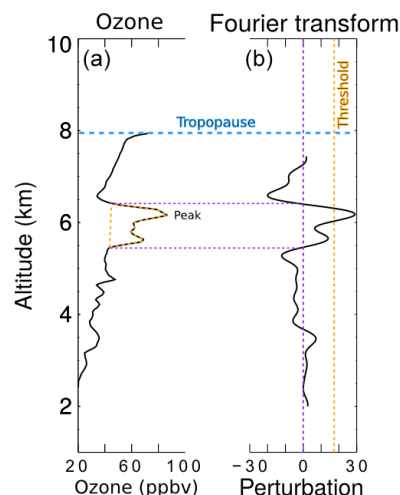 Ozone Fourier transform
10
(a) (b)
Threshold
Tropopause
8
Peak
6
Altitude (km)
4
2
20 60 100 −30 0 30
Ozone (ppbv) Perturbation